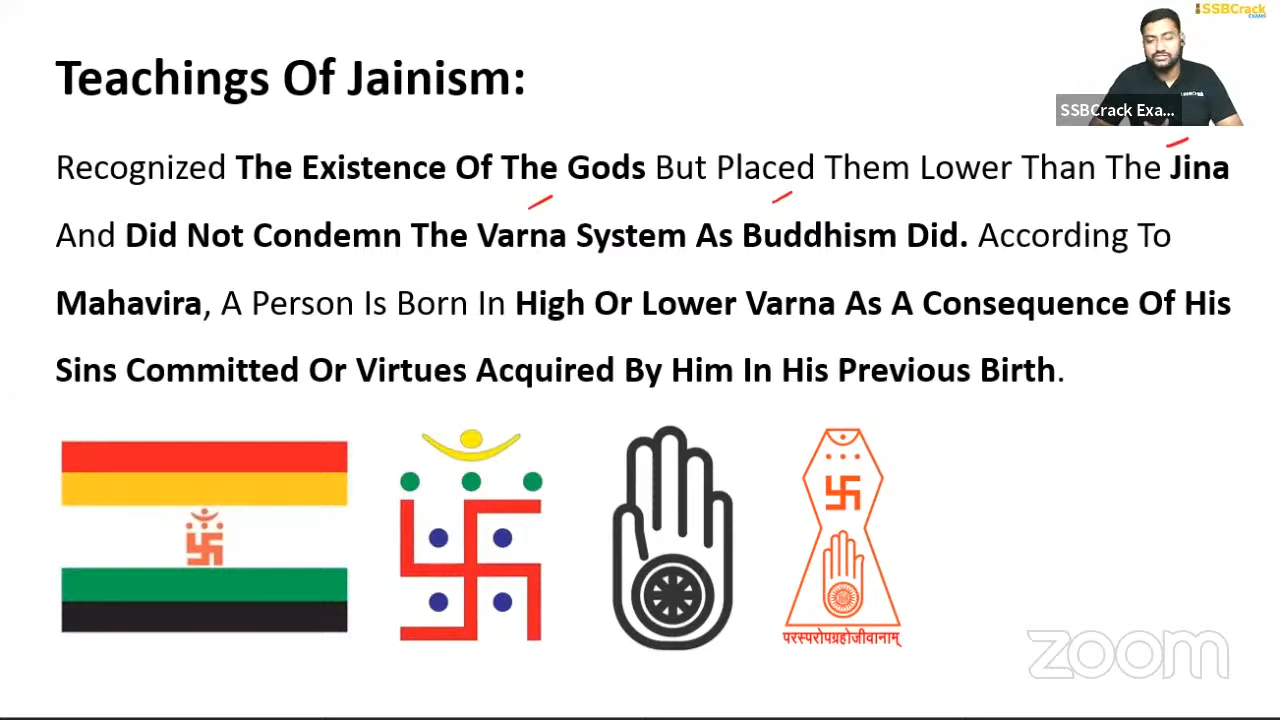 SSBCrack
EXAMS
Teachings Of Jainism:
SSBCrack Exa...
Recognized The Existence Of The Gods But Placed Them Lower Than The Jina
And Did Not Condemn The Varna System As Buddhism Did. According To
Mahavira, A Person Is Born In High Or Lower Varna As A Consequence Of His
Sins Committed Or Virtues Acquired By Him In His Previous Birth.
परस्परोपग्रहोजीवानाम्
zoom